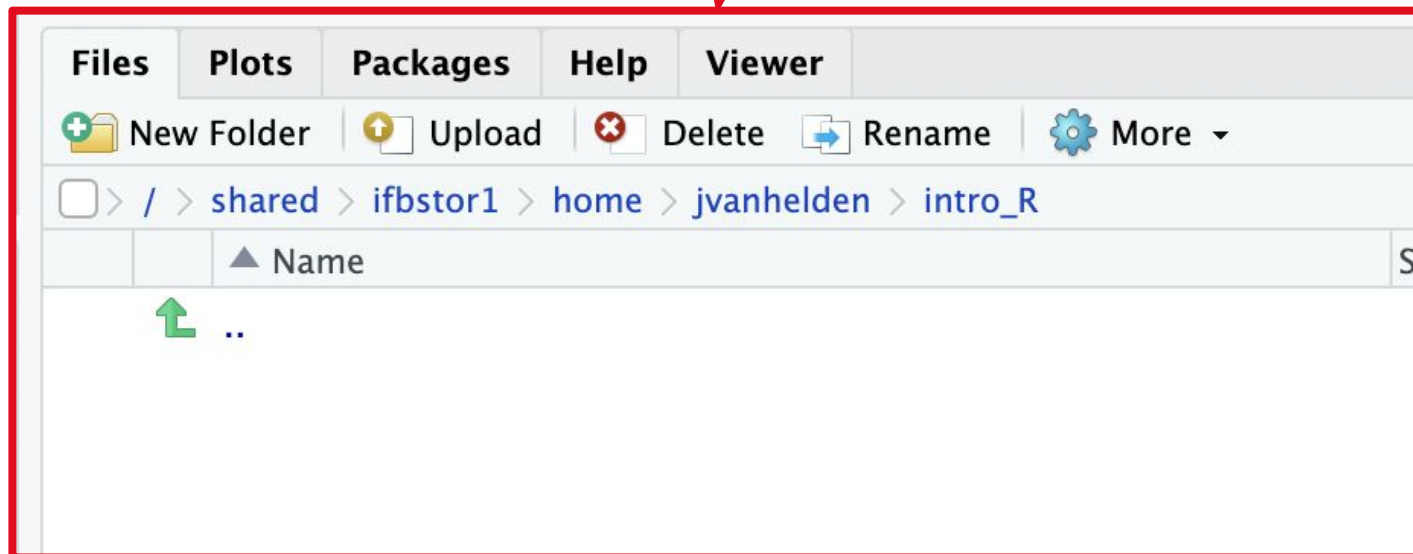 Files Plots Packages Help Viewer
New Folder Upload Delete Rename More
/ > shared > ifbstor1 > home > jvanhelden > intro_R
Name S
..